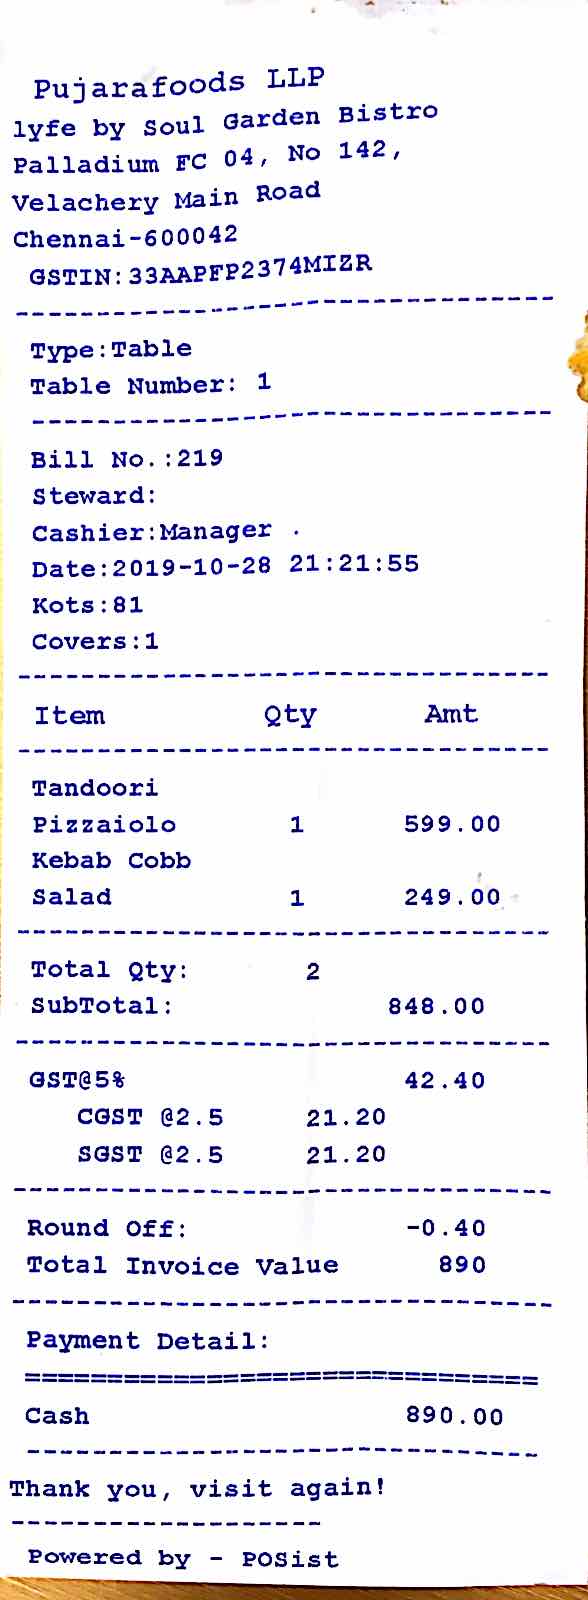 Pujarafoods LLP
lyfe by Soul Garden Bistro
Palladium FC 04, No 142,
Velachery Main Road
Chennai-600042
GSTIN:33AAPFP2374M1ZR
Type:Table
Table Number: 1
Bill No.:219
Steward:
Cashier:Manager .
Date:2019-10-28 21:21:55
Kots:81
Covers:1
Item Qty Amt
Tandoori
Pizzaiolo 1 599.00
Kebab Cobb
Salad 1 249.00
Total Qty: 2
SubTotal: 848.00
GST@5% 42.40
CGST @2.5 21.20
SGST @2.5 21.20
Round Off: -0.40
Total Invoice Value 890
Payment Detail:
Cash 890.00
Thank you, visit again!
Powered by - POSist